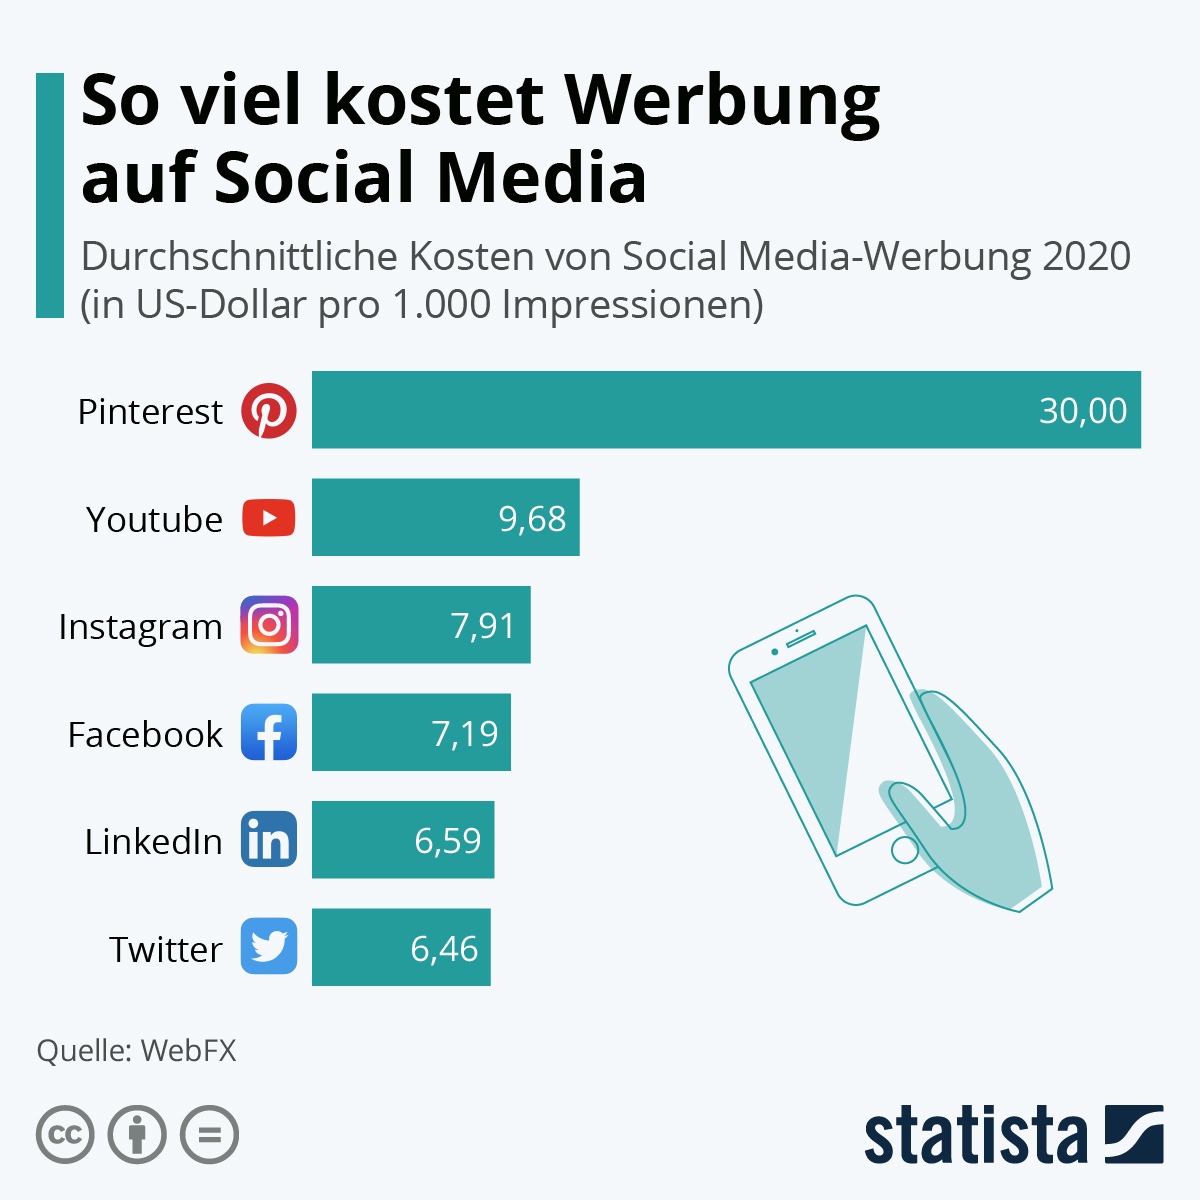 So viel kostet Werbung
auf Social Media
Durchschnittliche Kosten von Social Media-Werbung 2020
(in US-Dollar pro 1.000 Impressionen)
Pinterest 30,00
Youtube 9,68
Instagram 7,91
Facebook 7,19
LinkedIn in 6,59
Twitter 6,46
Quelle: WebFX
cc
statista